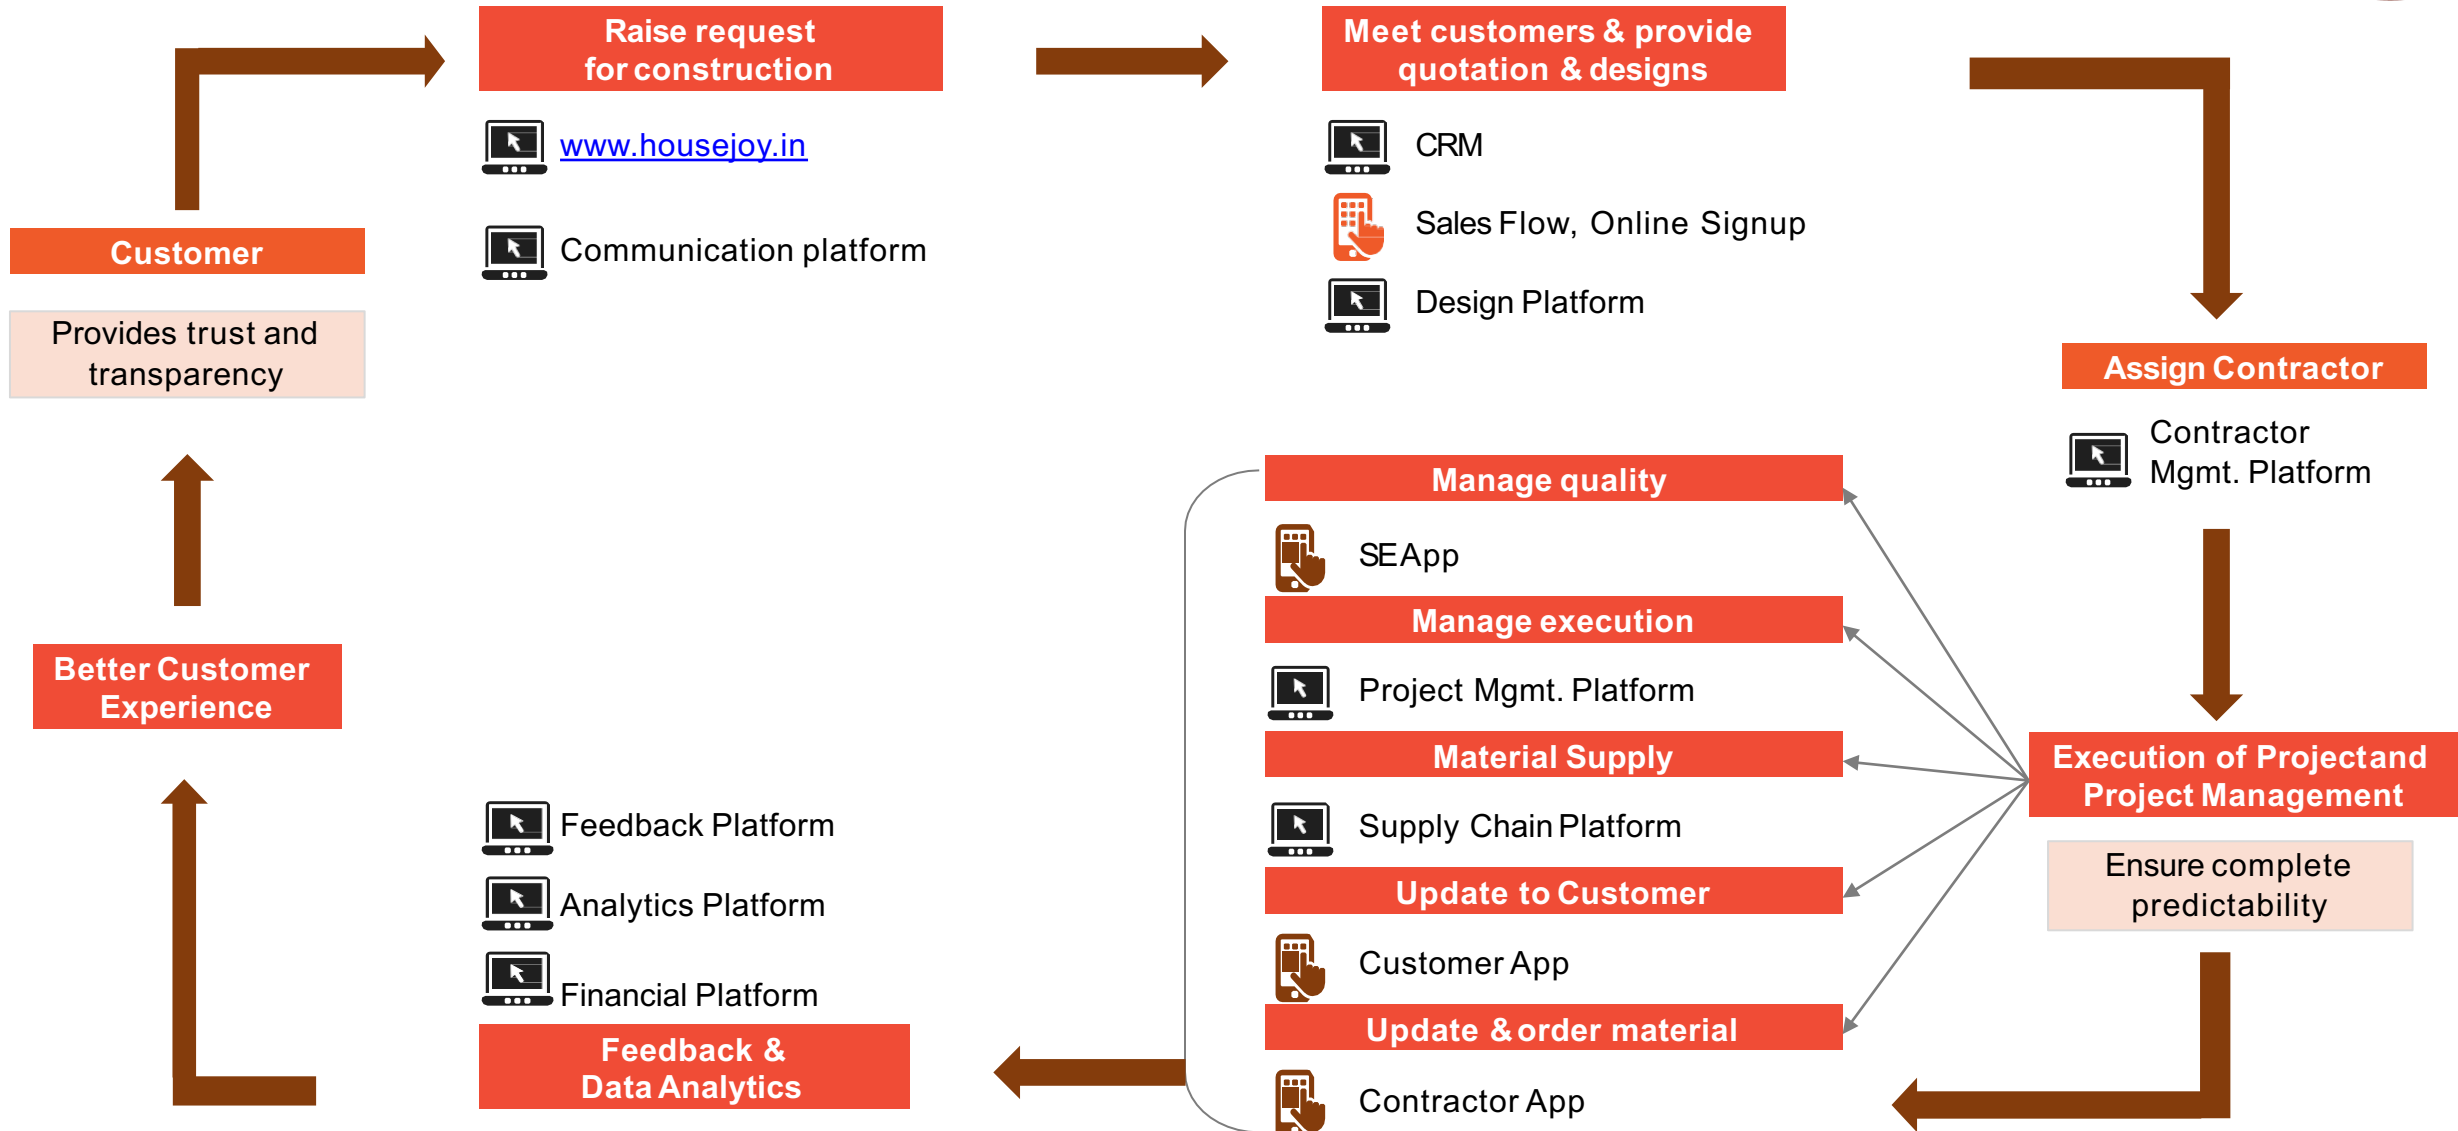 Raise request
for construction
www.housejoy.in
Communication platform
Meet customers & provide
quotation & designs
CRM
Sales Flow, Online Signup
Design Platform
Customer
Provides trust and
transparency
Assign Contractor
Contractor
Mgmt. Platform
Manage quality
SE App
Manage execution
Project Mgmt. Platform
Material Supply
Supply Chain Platform
Update to Customer
Customer App
Update & order material
Contractor App
Execution of Project and
Project Management
Ensure complete
predictability
Better Customer
Experience
Feedback Platform
Analytics Platform
Financial Platform
Feedback &
Data Analytics